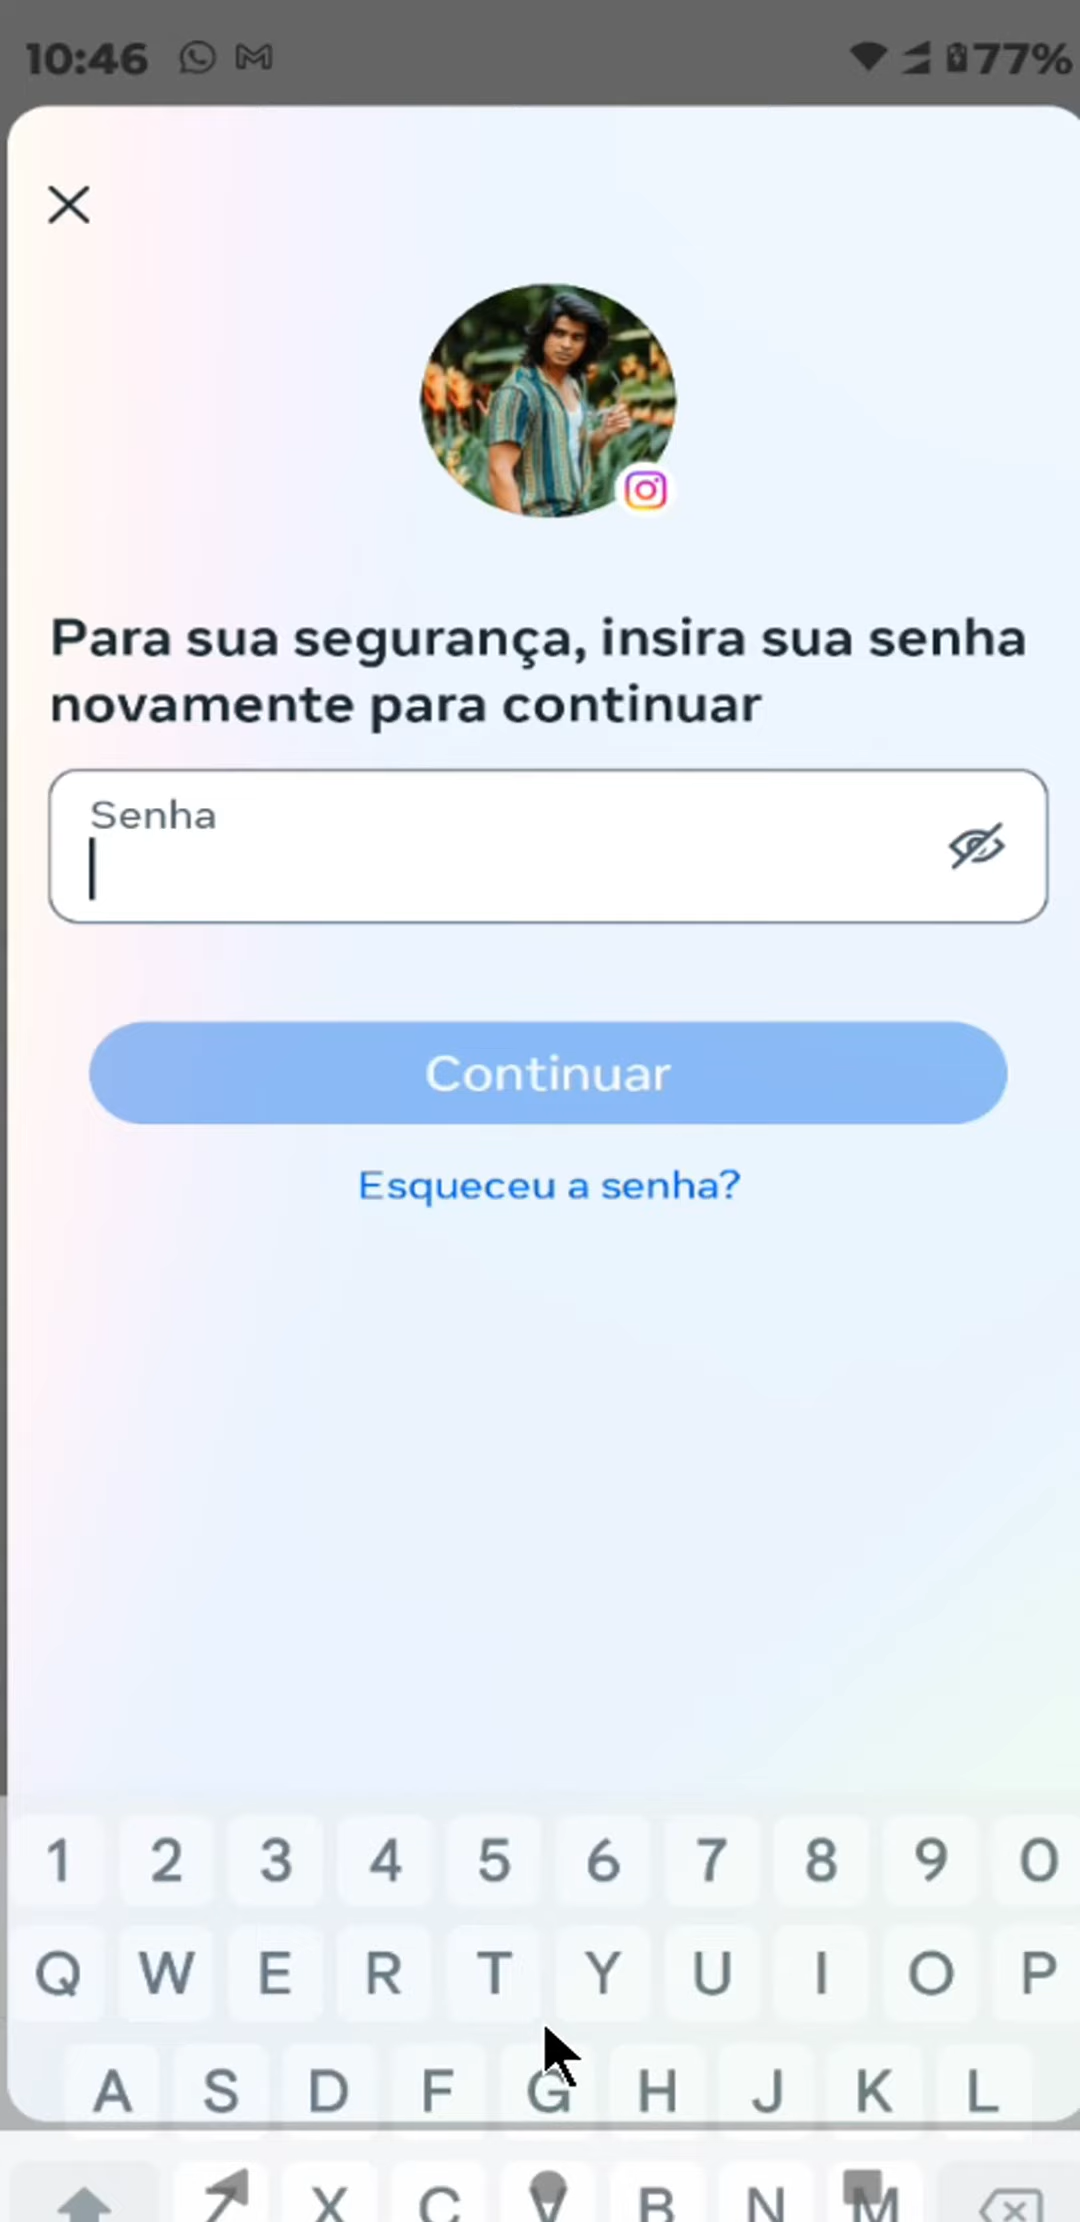 10:46 77%
Para sua segurança, insira sua senha
novamente para continuar
Senha
Continuar
Esqueceu a senha?
1 2 3 4 5 6 7 8 9 0
Q W E R T Y U I O P
A S D F G H J K L
Z X C V B N M